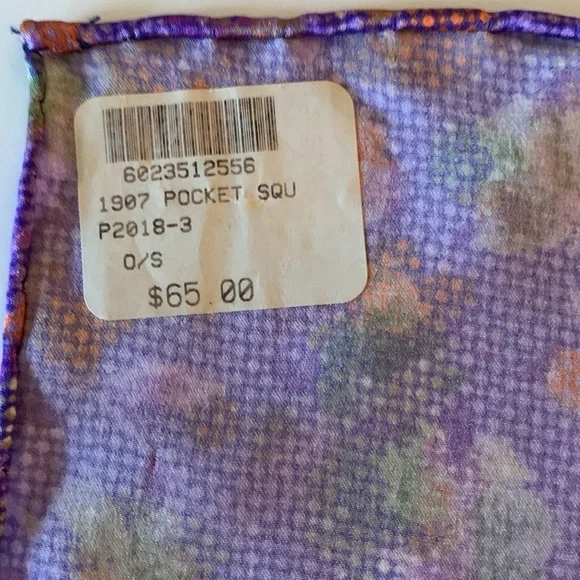 6023512556
1907 POCKET SQU
P2018-3
O/S
$65.00